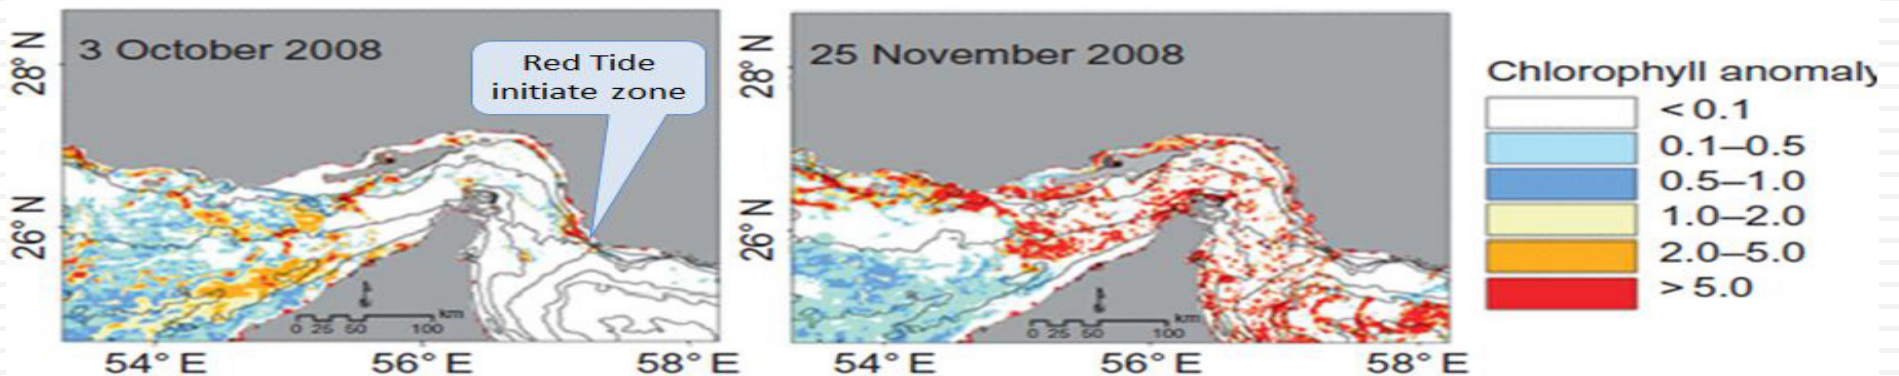 3 October 2008
Red Tide
initiate zone
28° N
26° N
0 25 50 100 km
54° E 56° E 58° E
25 November 2008
28° N
26° N
0 25 50 100 km
54° E 56° E 58° E
Chlorophyll anomaly
< 0.1
0.1–0.5
0.5–1.0
1.0–2.0
2.0–5.0
> 5.0